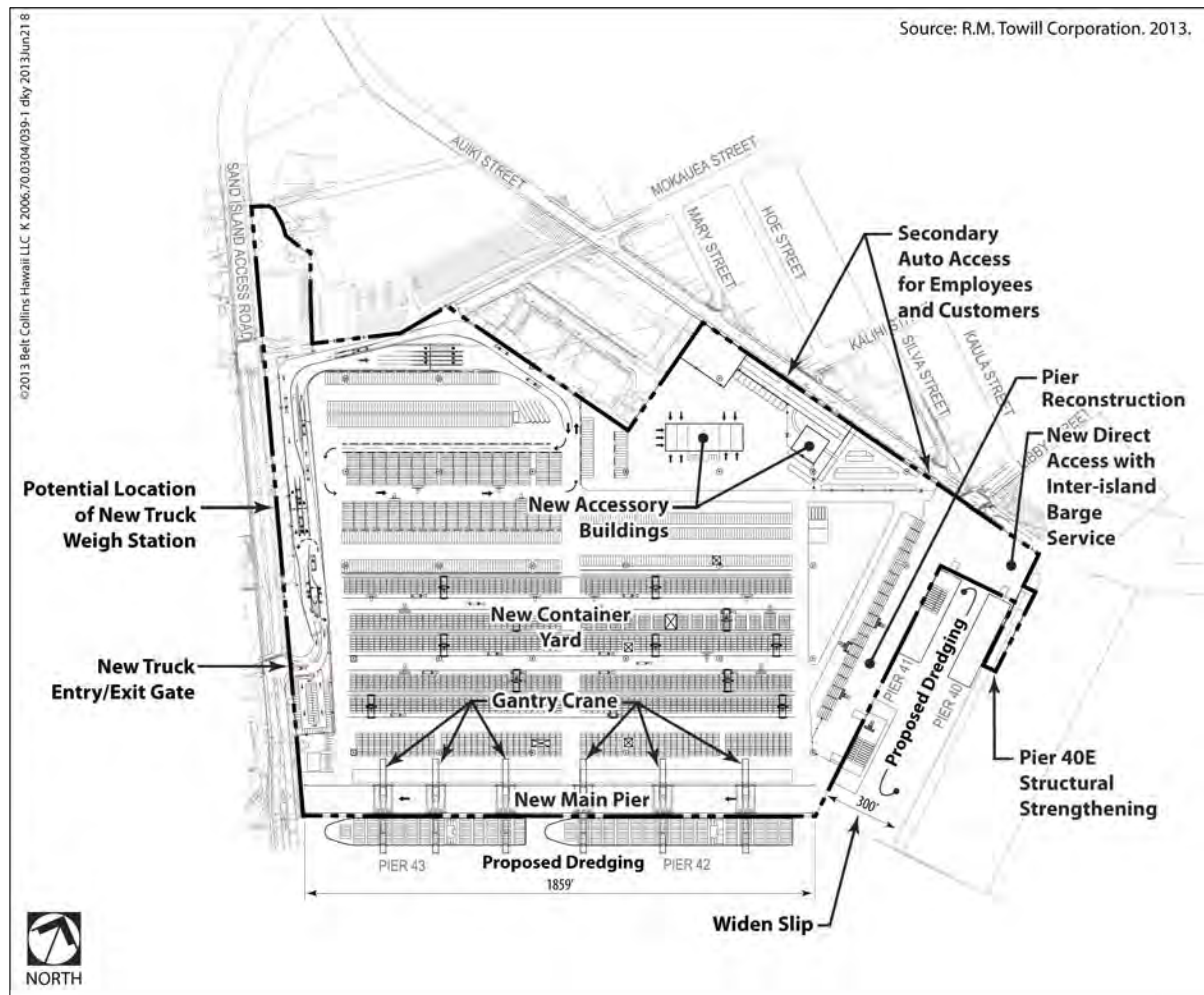 Source: R.M. Towill Corporation. 2013.
©2013 Belt Collins Hawaii LLC K 2006.70.0304/039-1 dky 2013Jun21 8
SAND ISLAND ACCESS ROAD
AUIKI STREET
MOKAUEA STREET
MARY STREET
HOE STREET
KALIHI
SILVA STREET
KAULA STREET
STREET
Secondary
Auto Access
for Employees
and Customers
Pier
Reconstruction
New Direct
Access with
Inter-island
Barge
Service
Potential Location
of New Truck
Weigh Station
New Accessory
Buildings
New Container
Yard
New Truck
Entry/Exit Gate
Gantry Crane
PIER 41
Proposed Dredging
PIER 40
Pier 40E
Structural
Strengthening
New Main Pier
300'
PIER 43
Proposed Dredging
PIER 42
1859'
Widen Slip
NORTH